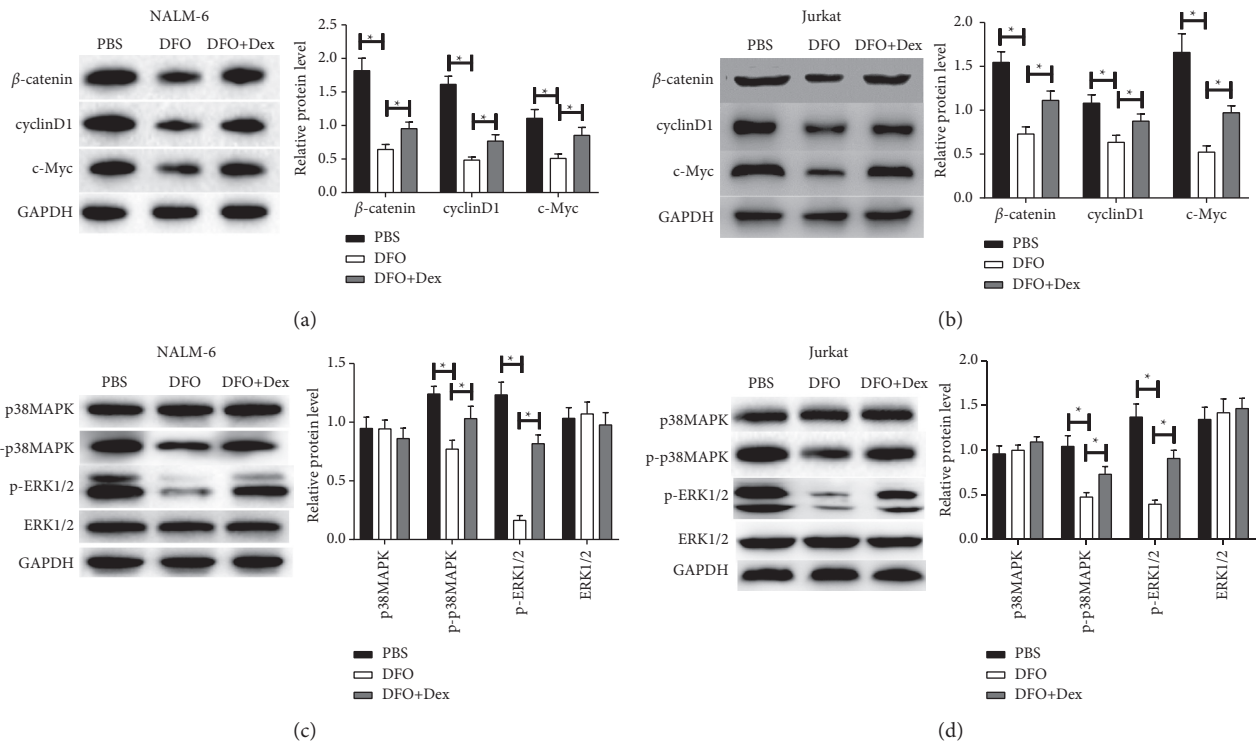 NALM-6
PBS DFO DFO+Dex
β-catenin
cyclinD1
c-Myc
GAPDH
Relative protein level
2.5
2.0
1.5
1.0
0.5
0.0
* * * * * *
β-catenin cyclinD1 c-Myc
PBS
DFO
DFO+Dex
(a)
Jurkat
PBS DFO DFO+Dex
β-catenin
cyclinD1
c-Myc
GAPDH
Relative protein level
2.0
1.5
1.0
0.5
0.0
* * * * * *
β-catenin cyclinD1 c-Myc
PBS
DFO
DFO+Dex
(b)
NALM-6
PBS DFO DFO+Dex
p38MAPK
-p38MAPK
p-ERK1/2
ERK1/2
GAPDH
Relative protein level
1.5
1.0
0.5
0.0
* * * *
p38MAPK
p-p38MAPK
p-ERK1/2
ERK1/2
PBS
DFO
DFO+Dex
(c)
Jurkat
PBS DFO DFO+Dex
p38MAPK
p-p38MAPK
p-ERK1/2
ERK1/2
GAPDH
Relative protein level
2.0
1.5
1.0
0.5
0.0
* * * *
p38MAPK
p-p38MAPK
p-ERK1/2
ERK1/2
PBS
DFO
DFO+Dex
(d)